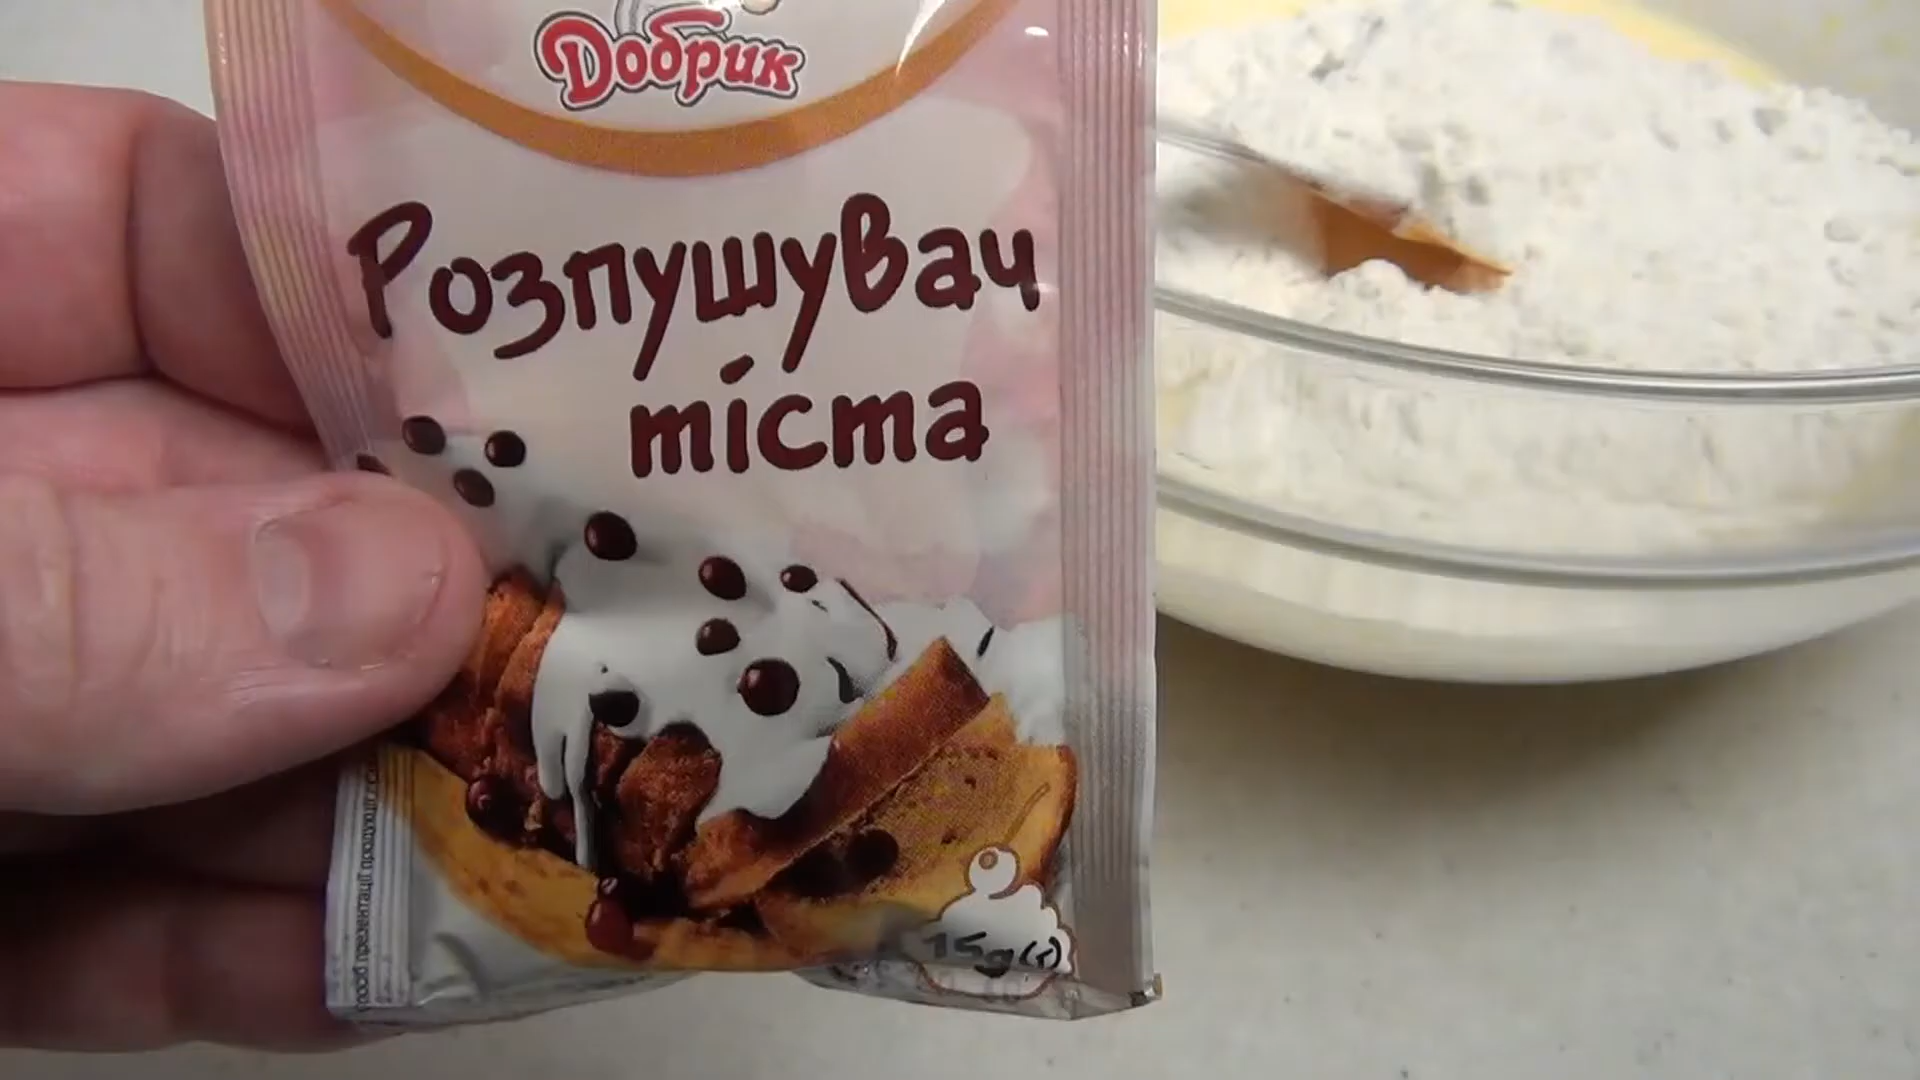 Добрик
Розпушувач
тіста
15g(г)